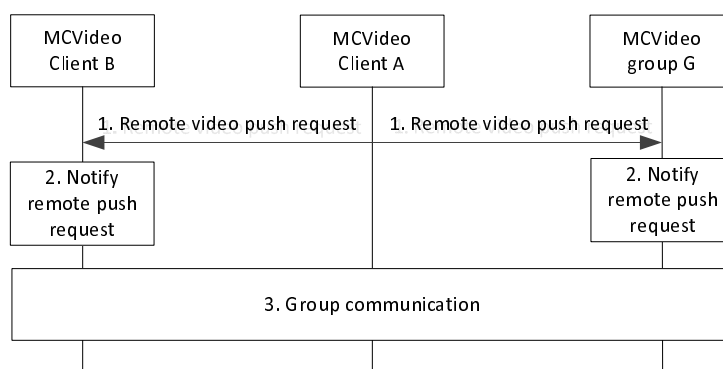 MCVideo
Client B
MCVideo
Client A
MCVideo
group G
1. Remote video push request
1. Remote video push request
2. Notify
remote push
request
2. Notify
remote push
request
3. Group communication